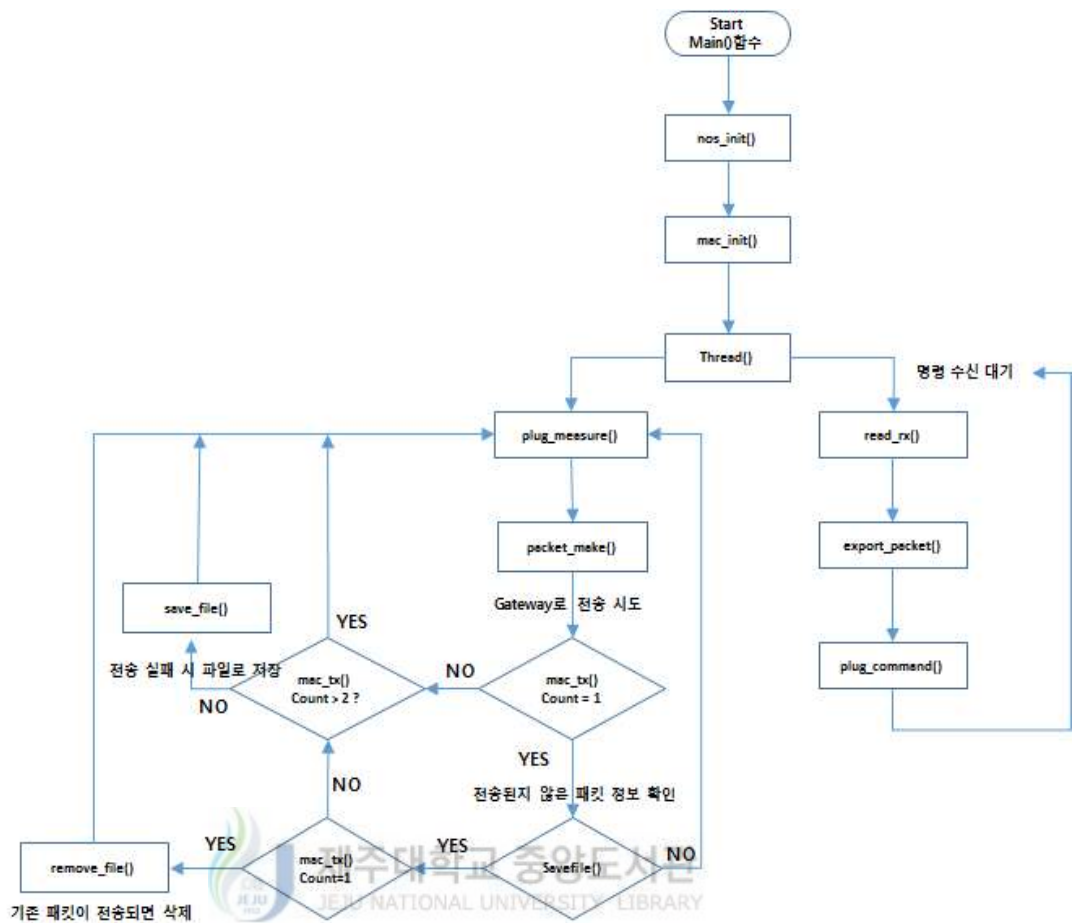 Start
Main()함수
nos_init()
mac_init()
Thread()
명령 수신 대기
plug_measure()
read_rx()
packet_make()
export_packet()
save_file()
Gateway로 전송 시도
YES
전송 실패 시 파일로 저장
mac_tx()
Count > 2 ?
NO
mac_tx()
Count = 1
plug_command()
NO
YES
NO
전송된지 않은 패킷 정보 확인
remove_file()
YES
mac_tx()
Count=1
YES
Savefile()
NO
기존 패킷이 전송되면 삭제
제주대학교 중앙도서관
JEJU NATIONAL UNIVERSITY LIBRARY
JEJU
1952